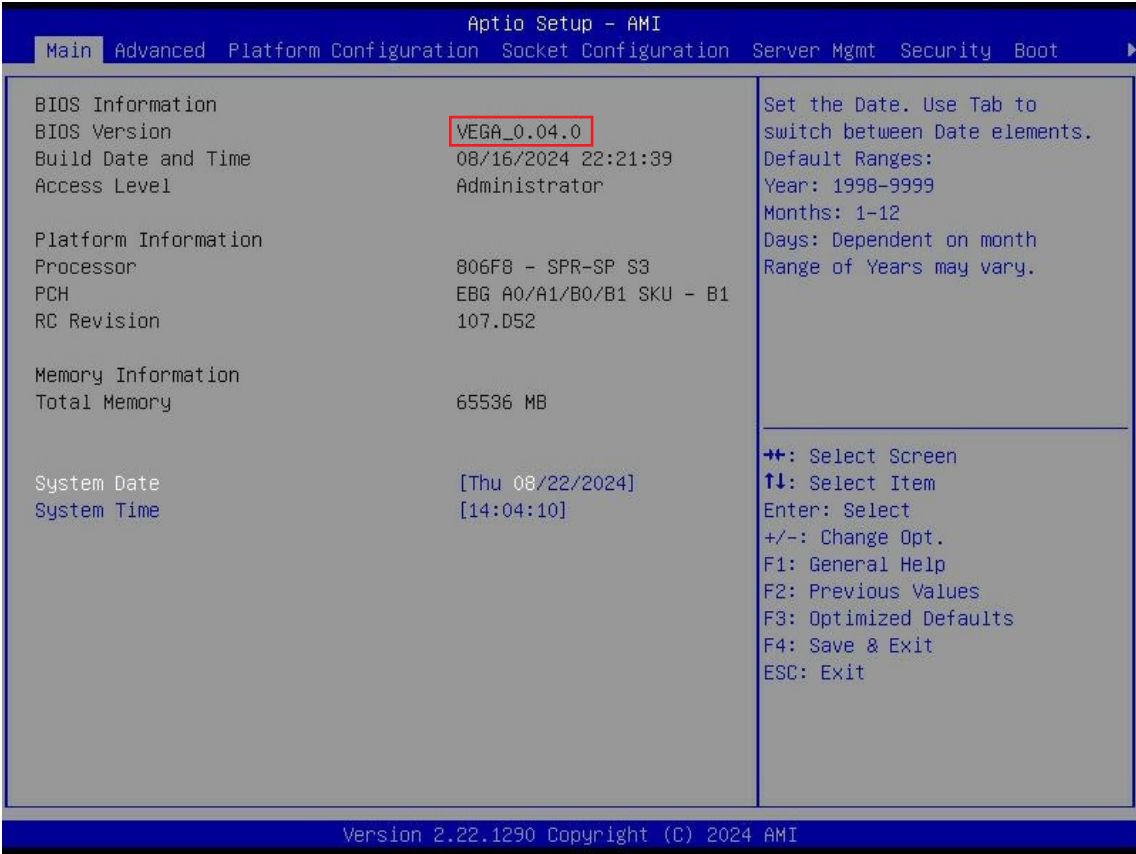 Aptio Setup – AMI
Main Advanced Platform Configuration Socket Configuration Server Mgmt Security Boot
BIOS Information
BIOS Version VEGA_0.04.0
Build Date and Time 08/16/2024 22:21:39
Access Level Administrator
Platform Information
Processor 806F8 – SPR-SP S3
PCH EBG A0/A1/B0/B1 SKU – B1
RC Revision 107.D52
Memory Information
Total Memory 65536 MB
System Date [Thu 08/22/2024]
System Time [14:04:10]
Set the Date. Use Tab to
switch between Date elements.
Default Ranges:
Year: 1998-9999
Months: 1-12
Days: Dependent on month
Range of Years may vary.
→←: Select Screen
↑↓: Select Item
Enter: Select
+/-: Change Opt.
F1: General Help
F2: Previous Values
F3: Optimized Defaults
F4: Save & Exit
ESC: Exit
Version 2.22.1290 Copyright (C) 2024 AMI